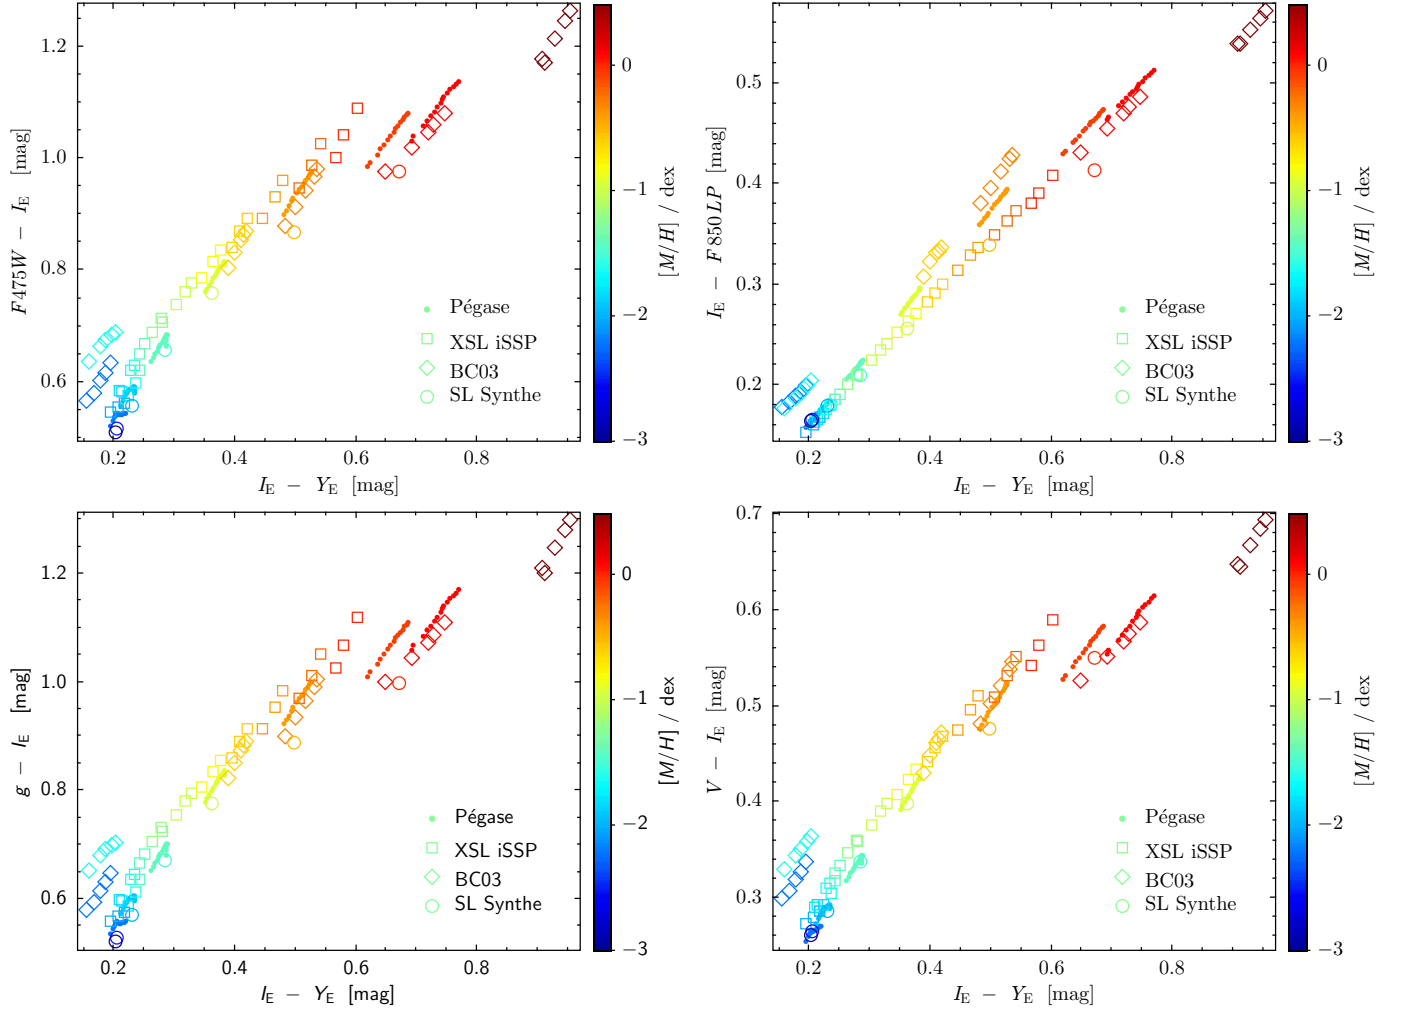 F475W − I_E [mag]
1.2
1.0
0.8
0.6
0.2
0.4
0.6
0.8
I_E − Y_E [mag]
Pégase
XSL iSSP
BC03
SL Synthe
0
−1
−2
−3
[M/H] / dex
I_E − F850LP [mag]
0.5
0.4
0.3
0.2
0.2
0.4
0.6
0.8
I_E − Y_E [mag]
Pégase
XSL iSSP
BC03
SL Synthe
0
−1
−2
−3
[M/H] / dex
g − I_E [mag]
1.2
1.0
0.8
0.6
0.2
0.4
0.6
0.8
I_E − Y_E [mag]
Pégase
XSL iSSP
BC03
SL Synthe
0
−1
−2
−3
[M/H] / dex
V − I_E [mag]
0.7
0.6
0.5
0.4
0.3
0.2
0.4
0.6
0.8
I_E − Y_E [mag]
Pégase
XSL iSSP
BC03
SL Synthe
0
−1
−2
−3
[M/H] / dex